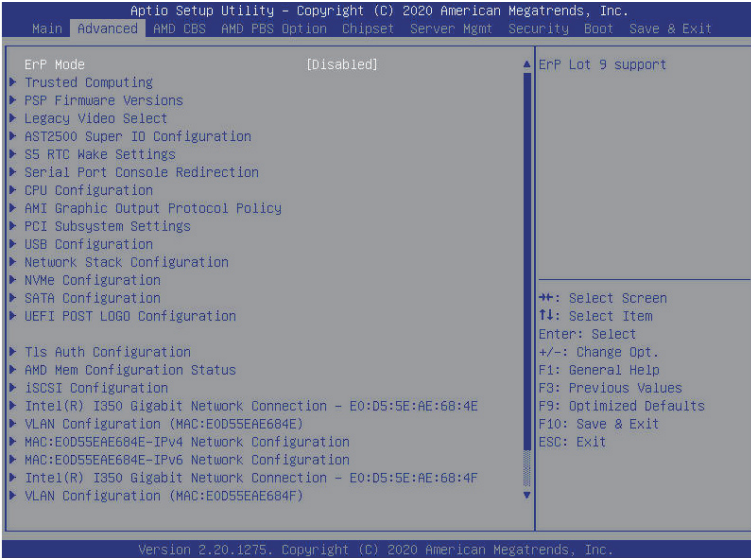 Aptio Setup Utility – Copyright (C) 2020 American Megatrends, Inc.
Main Advanced AMD CBS AMD PBS Option Chipset Server Mgmt Security Boot Save & Exit
ErP Mode [Disabled]
Trusted Computing
PSP Firmware Versions
Legacy Video Select
AST2500 Super IO Configuration
S5 RTC Wake Settings
Serial Port Console Redirection
CPU Configuration
AMI Graphic Output Protocol Policy
PCI Subsystem Settings
USB Configuration
Network Stack Configuration
NVMe Configuration
SATA Configuration
UEFI POST LOGO Configuration
Tls Auth Configuration
AMD Mem Configuration Status
iSCSI Configuration
Intel(R) I350 Gigabit Network Connection – E0:D5:5E:AE:68:4E
VLAN Configuration (MAC:E0D55EAE684E)
MAC:E0D55EAE684E-IPv4 Network Configuration
MAC:E0D55EAE684E-IPv6 Network Configuration
Intel(R) I350 Gigabit Network Connection – E0:D5:5E:AE:68:4F
VLAN Configuration (MAC:E0D55EAE684F)
ErP Lot 9 support
→←: Select Screen
↑↓: Select Item
Enter: Select
+/-: Change Opt.
F1: General Help
F3: Previous Values
F9: Optimized Defaults
F10: Save & Exit
ESC: Exit
Version 2.20.1275. Copyright (C) 2020 American Megatrends, Inc.